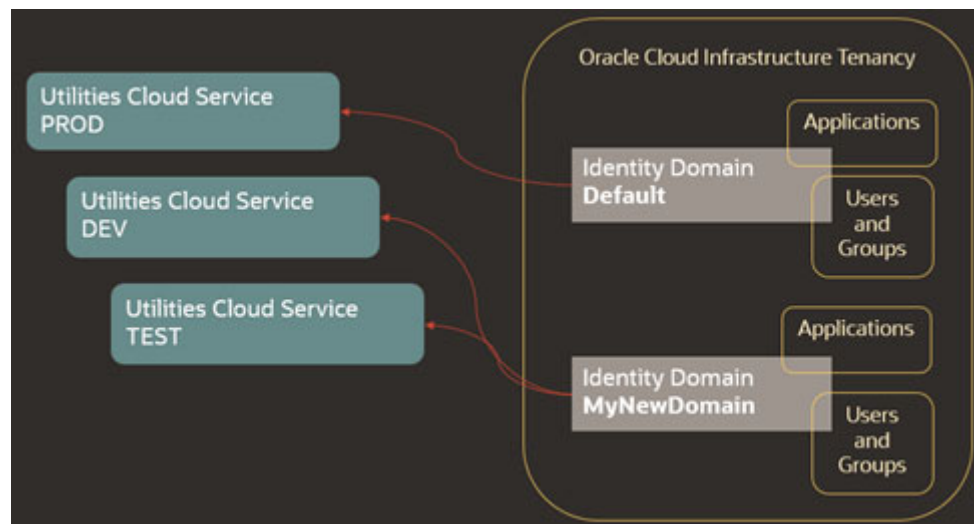 Oracle Cloud Infrastructure Tenancy
Utilities Cloud Service
PROD
Utilities Cloud Service
DEV
Utilities Cloud Service
TEST
Applications
Identity Domain
Default
Users
and
Groups
Applications
Identity Domain
MyNewDomain
Users
and
Groups